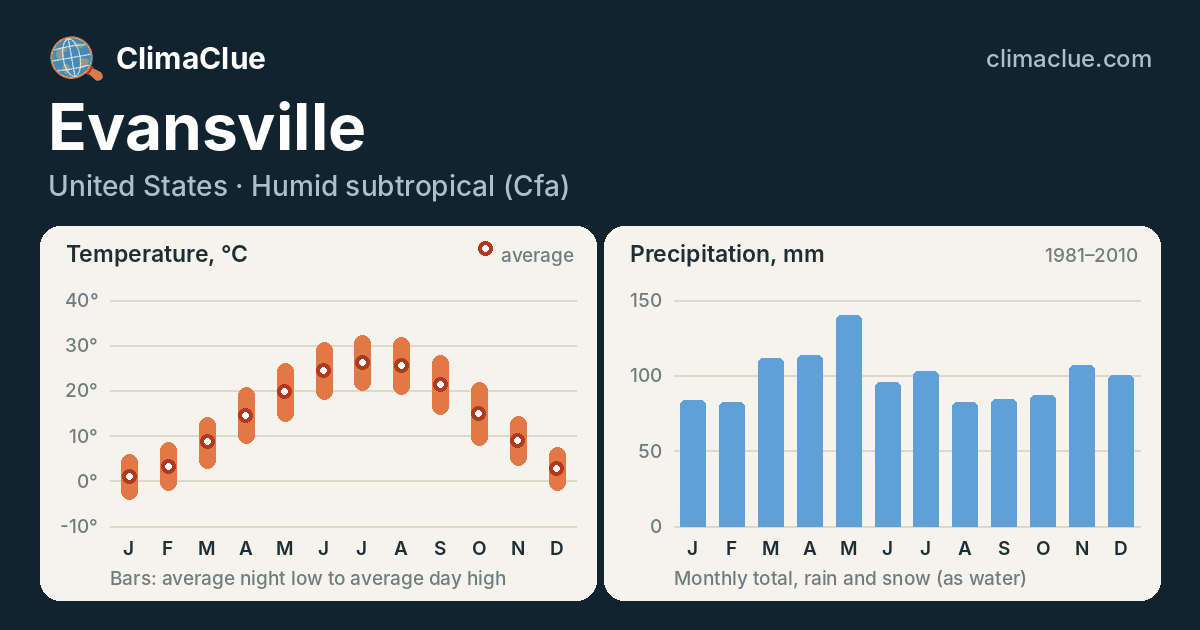 ClimaClue
climaclue.com
Evansville
United States · Humid subtropical (Cfa)
Temperature, °C
average
40°
30°
20°
10°
0°
-10°
J F M A M J J A S O N D
Bars: average night low to average day high
Precipitation, mm
1981–2010
150
100
50
0
J F M A M J J A S O N D
Monthly total, rain and snow (as water)